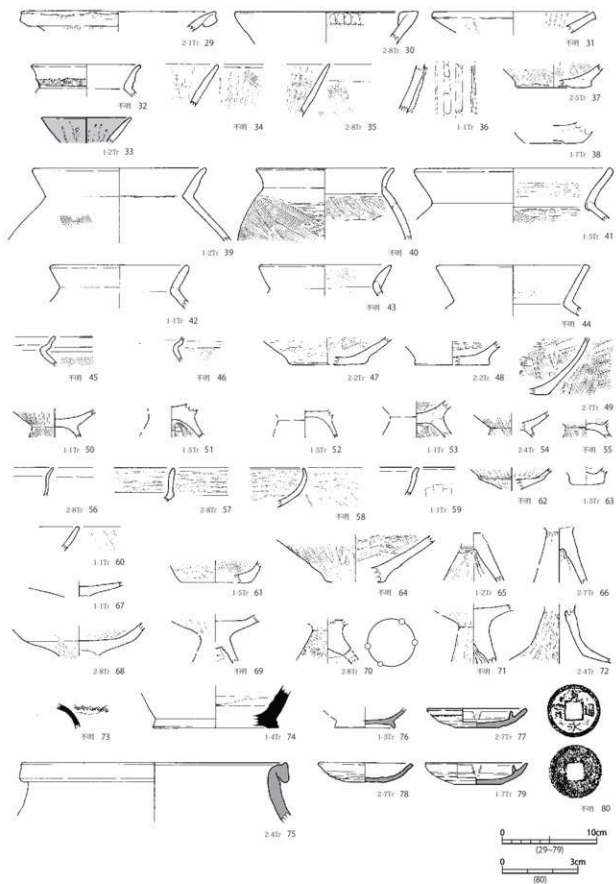 2-1Tr 29
2-8Tr 30
不明 31
不明 32
不明 34
2-8Tr 35
1-1Tr 36
2-5Tr 37
1-2Tr 33
1-7Tr 38
1-2Tr 39
不明 40
1-5Tr 41
1-1Tr 42
不明 43
不明 44
不明 45
不明 46
2-2Tr 47
2-2Tr 48
2-7Tr 49
1-1Tr 50
1-5Tr 51
1-5Tr 52
1-1Tr 53
2-4Tr 54
不明 55
2-8Tr 56
2-8Tr 57
不明 58
1-1Tr 59
不明 62
1-5Tr 63
1-1Tr 60
1-1Tr 67
1-5Tr 61
不明 64
1-2Tr 65
2-7Tr 66
2-8Tr 68
不明 69
2-8Tr 70
不明 71
2-4Tr 72
不明 73
1-4Tr 74
1-3Tr 76
2-7Tr 77
2-4Tr 75
2-7Tr 78
1-7Tr 79
不明 80
0 10cm
(29~79)
0 3cm
(80)